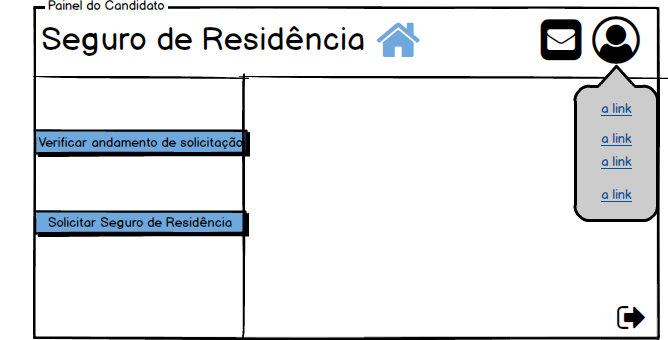 Painel do Candidato
Seguro de Residência
a link
a link
a link
a link
Verificar andamento de solicitação
Solicitar Seguro de Residência